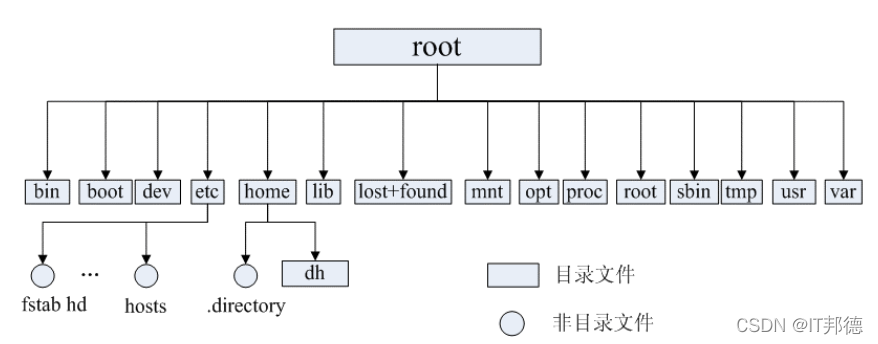 root
bin boot dev etc home lib lost+found mnt opt proc root sbin tmp usr var
... dh 目录文件
fstab hd hosts .directory
非目录文件 CSDN @IT邦德